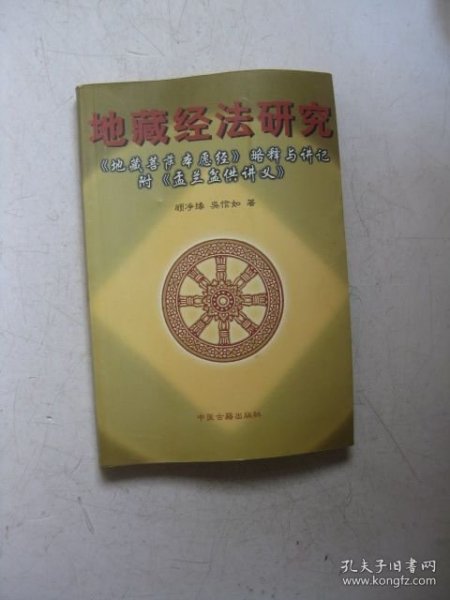 地藏经法研究
《地藏菩萨本愿经》略释与讲记
附《盂兰盆供讲义》
顾净缘 吴信如 著
中医古籍出版社
孔夫子旧书网
www.kongfz.com